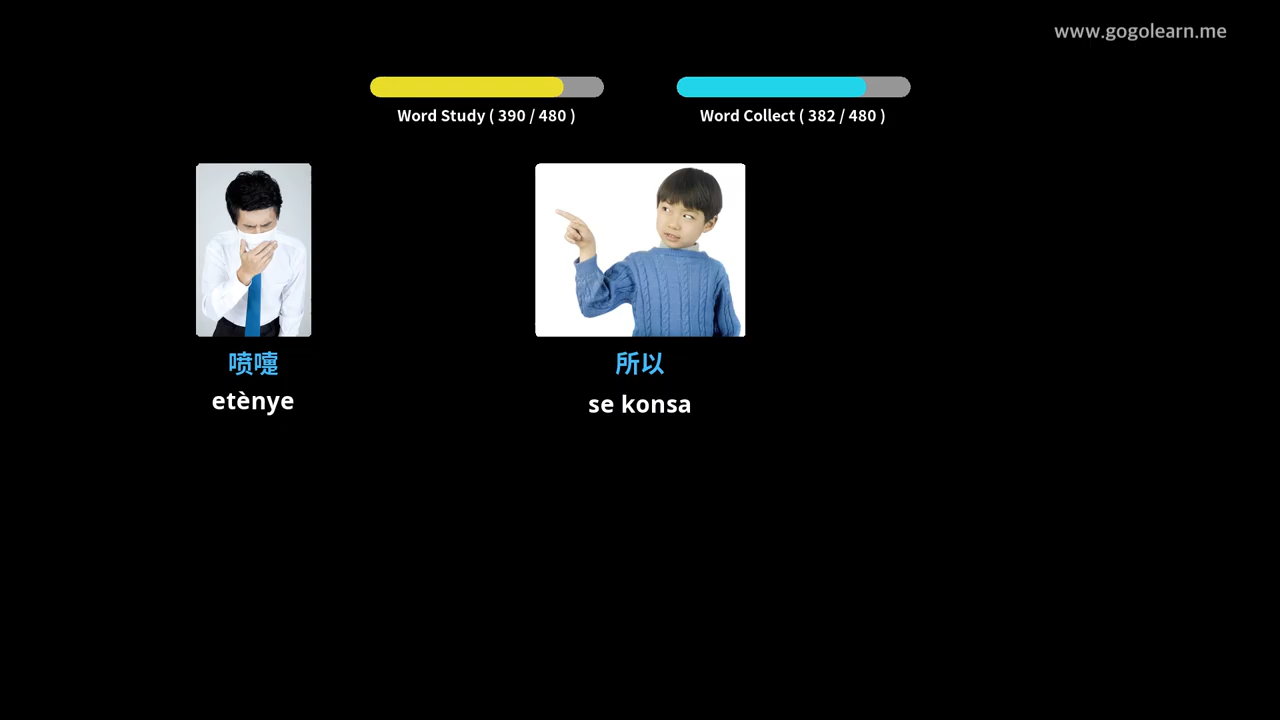 www.gogolearn.me
Word Study ( 390 / 480 )
Word Collect ( 382 / 480 )
喷嚏
所以
etènye
se konsa